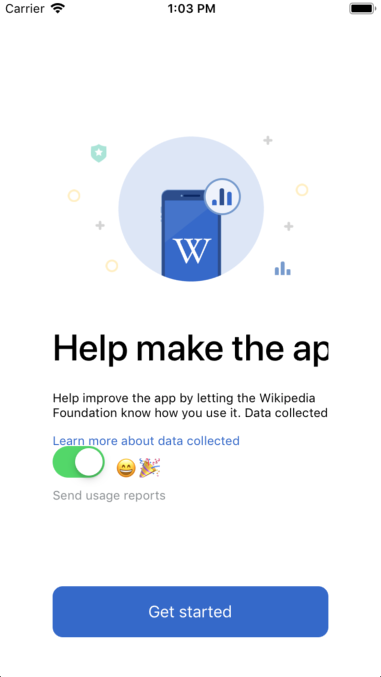 Carrier 1:03 PM
W
Help make the ap
Help improve the app by letting the Wikipedia
Foundation know how you use it. Data collected
Learn more about data collected
😄🎉
Send usage reports
Get started